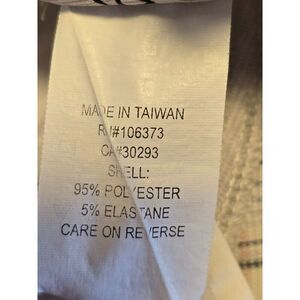 MADE IN TAIWAN
RN#106373
CA#30293
SHELL:
95% POLYESTER
5% ELASTANE
CARE ON REVERSE